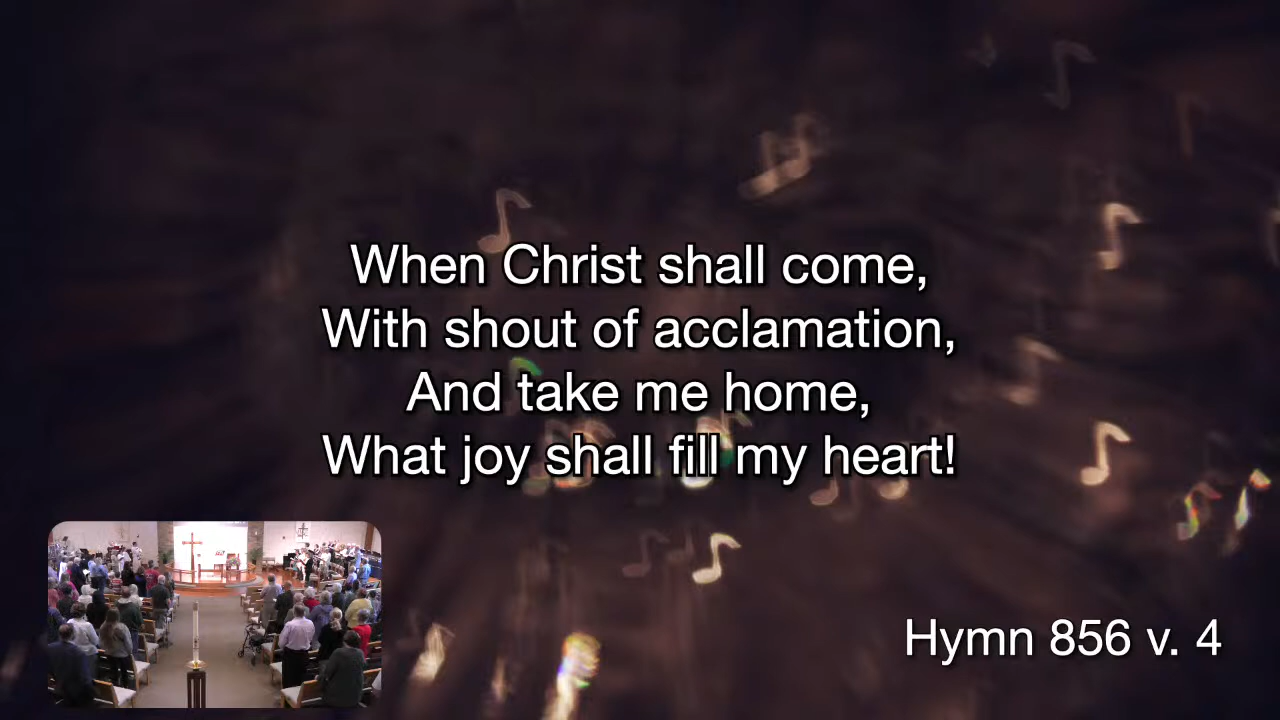 When Christ shall come,
With shout of acclamation,
And take me home,
What joy shall fill my heart!
Hymn 856 v. 4